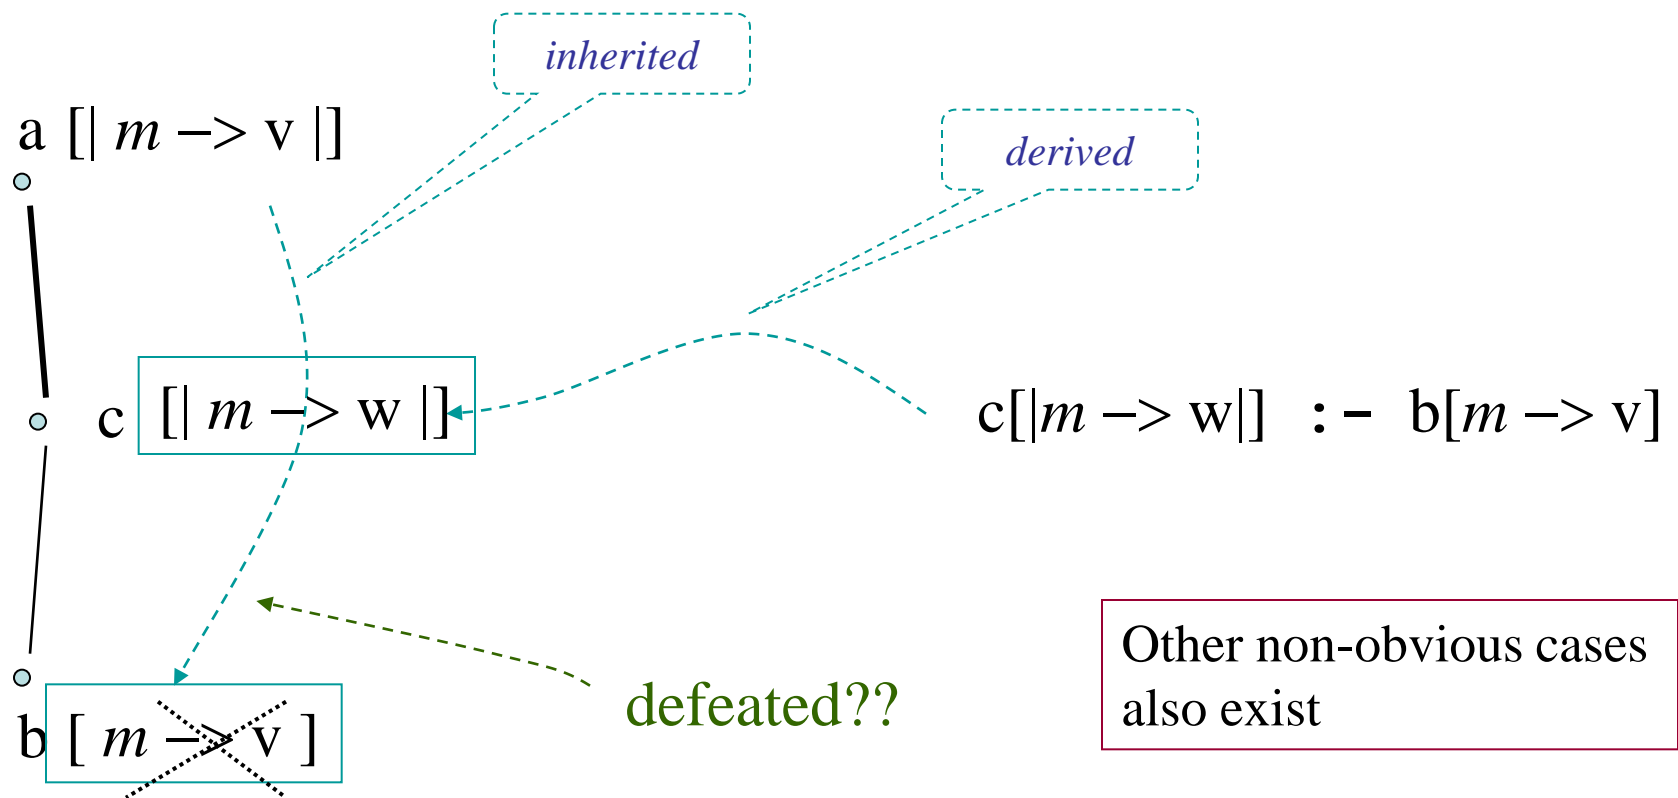 inherited
a [| m –> v |]
derived
c [| m –> w |]
c[|m –> w|] :– b[m –> v]
Other non-obvious cases
also exist
defeated??
b [ m –> v ]